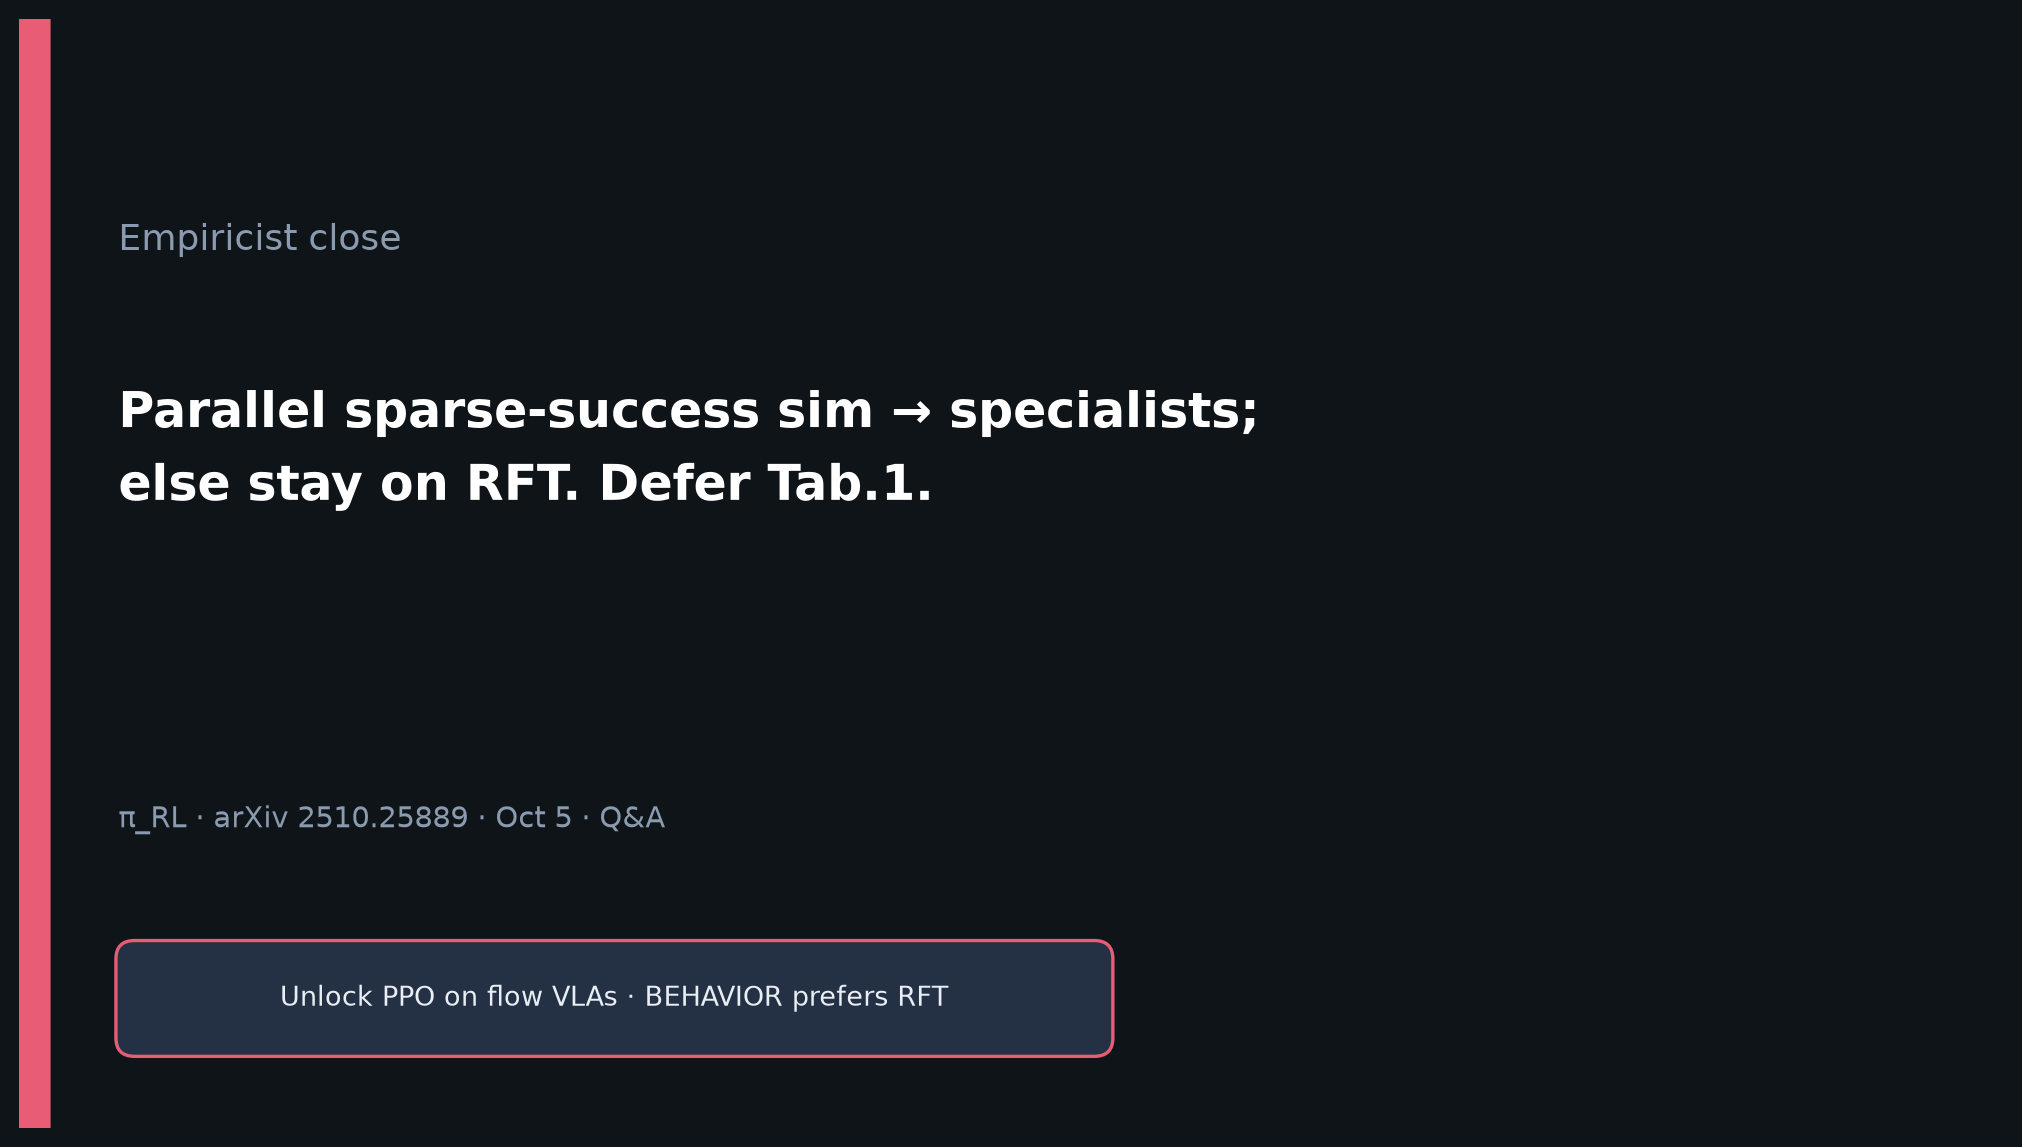 Empiricist close
Parallel sparse-success sim → specialists;
else stay on RFT. Defer Tab.1.
π_RL · arXiv 2510.25889 · Oct 5 · Q&A
Unlock PPO on flow VLAs · BEHAVIOR prefers RFT